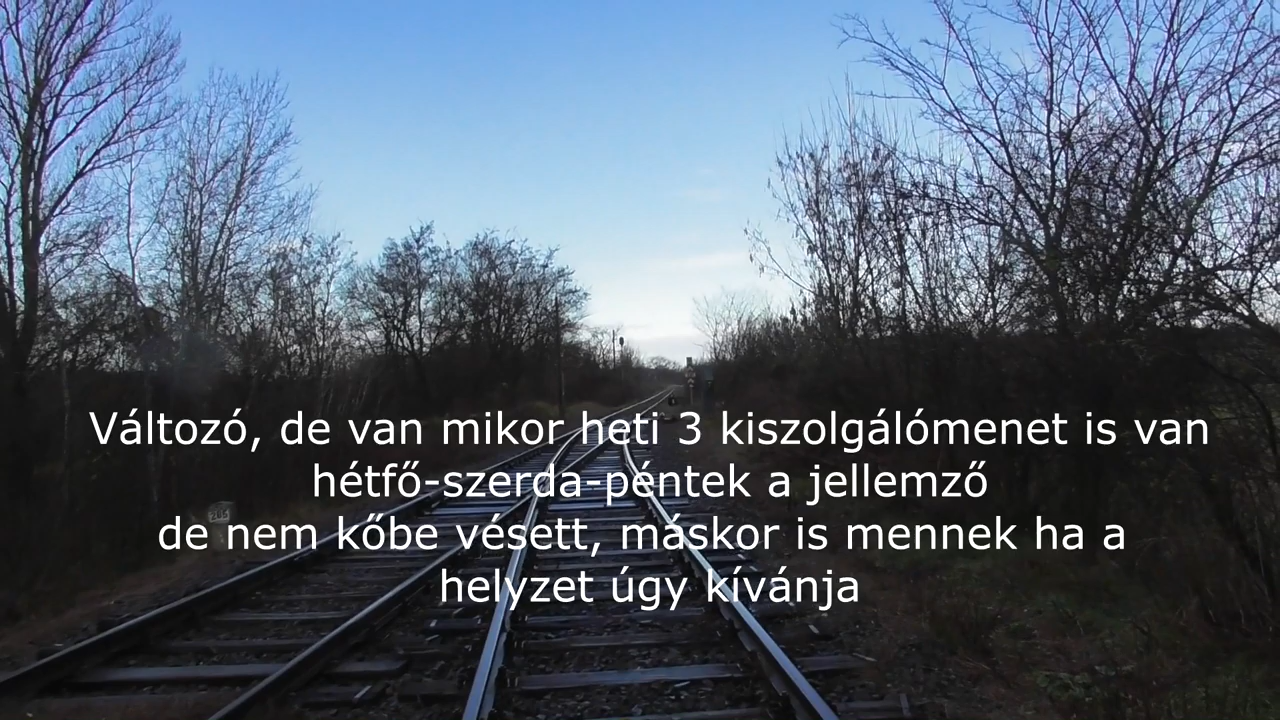 Változó, de van mikor heti 3 kiszolgálómenet is van
hétfő-szerda-péntek a jellemző
de nem kőbe vésett, máskor is mennek ha a
helyzet úgy kívánja